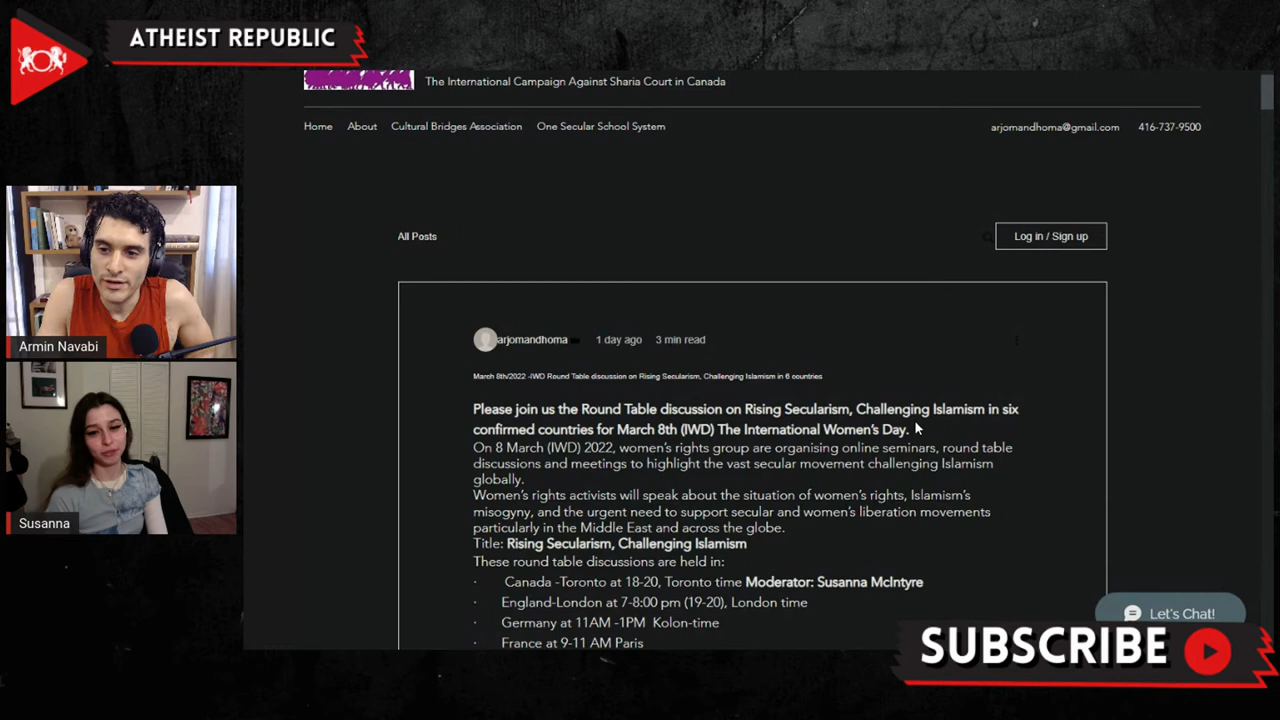 ATHEIST REPUBLIC
The International Campaign Against Sharia Court in Canada
Home About Cultural Bridges Association One Secular School System arjomandhoma@gmail.com 416-737-9500
All Posts Log in / Sign up
arjomandhoma 1 day ago 3 min read
March 8th/2022 -IWD Round Table discussion on Rising Secularism, Challenging Islamism in 6 countries
Please join us the Round Table discussion on Rising Secularism, Challenging Islamism in six
confirmed countries for March 8th (IWD) The International Women's Day.
On 8 March (IWD) 2022, women's rights group are organising online seminars, round table
discussions and meetings to highlight the vast secular movement challenging Islamism
globally.
Women's rights activists will speak about the situation of women's rights, Islamism's
misogyny, and the urgent need to support secular and women's liberation movements
particularly in the Middle East and across the globe.
Title: Rising Secularism, Challenging Islamism
These round table discussions are held in:
· Canada -Toronto at 18-20, Toronto time Moderator: Susanna McIntyre
· England-London at 7-8:00 pm (19-20), London time
· Germany at 11AM -1PM Kolon-time
· France at 9-11 AM Paris
Armin Navabi
Susanna
Let's Chat!
SUBSCRIBE